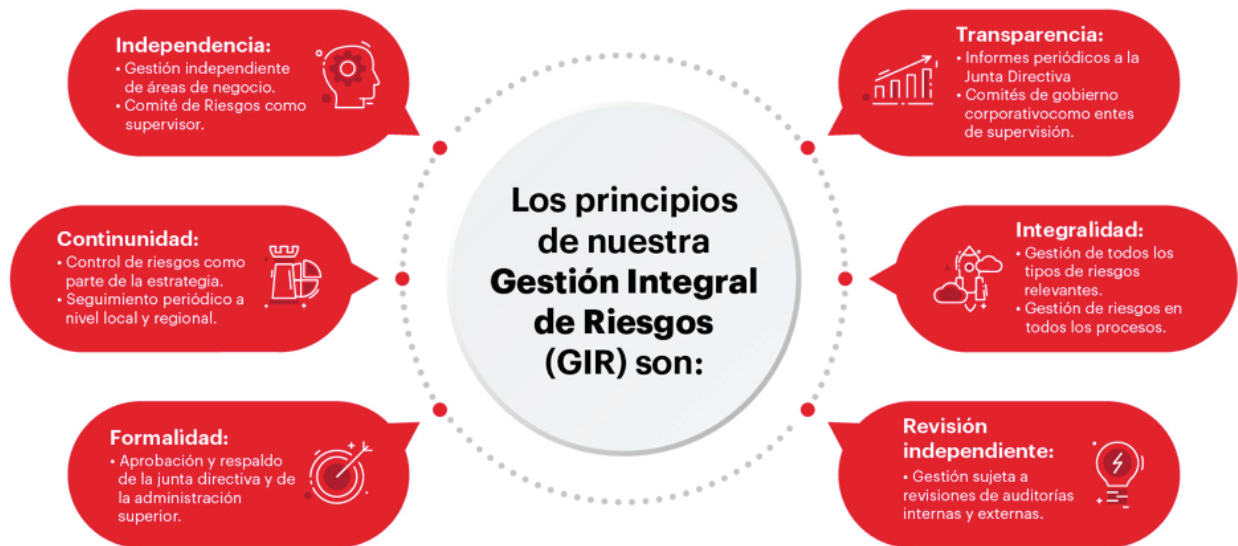 Independencia:
• Gestión independiente
de áreas de negocio.
• Comité de Riesgos como
supervisor.
Transparencia:
• Informes periódicos a la
Junta Directiva
• Comités de gobierno
corporativocomo entes
de supervisión.
Los principios
de nuestra
Gestión Integral
de Riesgos
(GIR) son:
Continunidad:
• Control de riesgos como
parte de la estrategia.
• Seguimiento periódico a
nivel local y regional.
Integralidad:
• Gestión de todos los
tipos de riesgos
relevantes.
• Gestión de riesgos en
todos los procesos.
Formalidad:
• Aprobación y respaldo
de la junta directiva y de
la administración
superior.
Revisión
independiente:
• Gestión sujeta a
revisiones de auditorías
internas y externas.